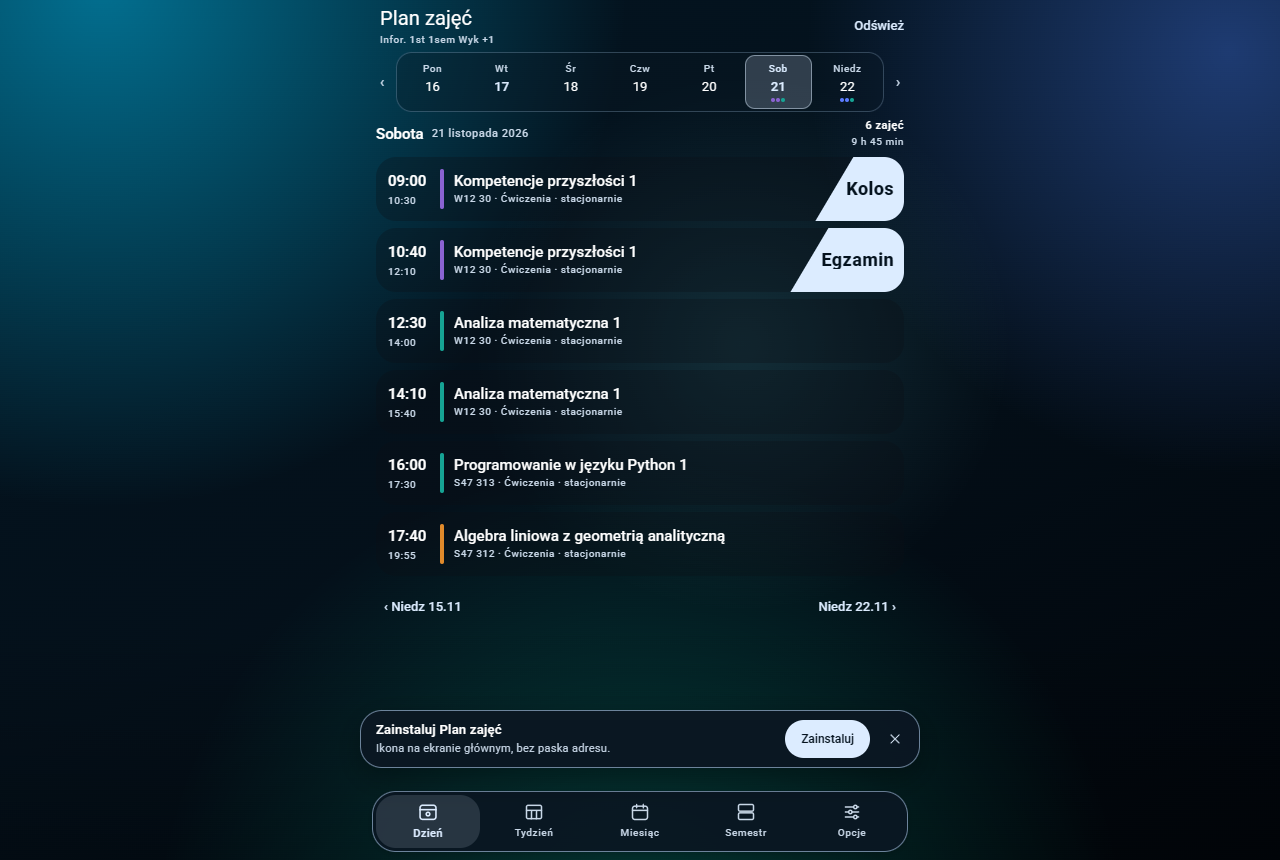 Plan zajęć
Infor. 1st 1sem Wyk +1
Odśwież
‹ Pon Wt Śr Czw Pt Sob Niedz ›
16 17 18 19 20 21 22
Sobota 21 listopada 2026
6 zajęć
9 h 45 min
09:00 Kompetencje przyszłości 1
10:30 W12 30 · Ćwiczenia · stacjonarnie
Kolos
10:40 Kompetencje przyszłości 1
12:10 W12 30 · Ćwiczenia · stacjonarnie
Egzamin
12:30 Analiza matematyczna 1
14:00 W12 30 · Ćwiczenia · stacjonarnie
14:10 Analiza matematyczna 1
15:40 W12 30 · Ćwiczenia · stacjonarnie
16:00 Programowanie w języku Python 1
17:30 S47 313 · Ćwiczenia · stacjonarnie
17:40 Algebra liniowa z geometrią analityczną
19:55 S47 312 · Ćwiczenia · stacjonarnie
‹ Niedz 15.11 Niedz 22.11 ›
Zainstaluj Plan zajęć
Ikona na ekranie głównym, bez paska adresu.
Zainstaluj
Dzień Tydzień Miesiąc Semestr Opcje